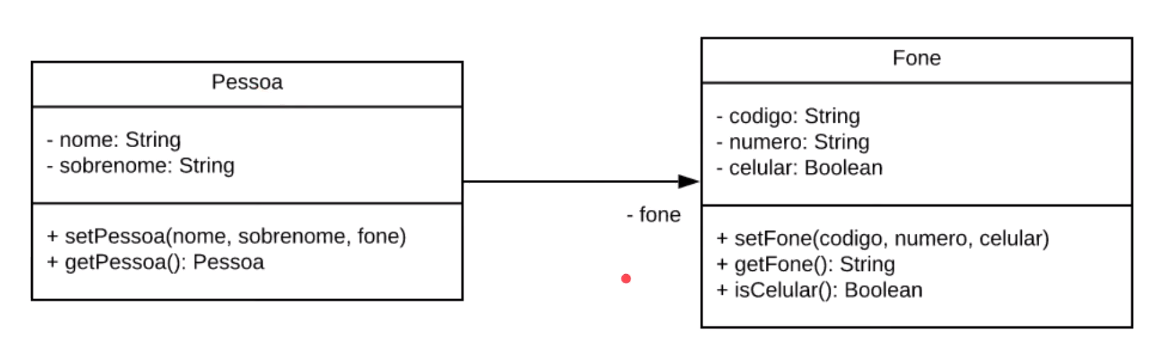 Pessoa
- nome: String
- sobrenome: String
+ setPessoa(nome, sobrenome, fone)
+ getPessoa(): Pessoa
- fone
Fone
- codigo: String
- numero: String
- celular: Boolean
+ setFone(codigo, numero, celular)
+ getFone(): String
+ isCelular(): Boolean